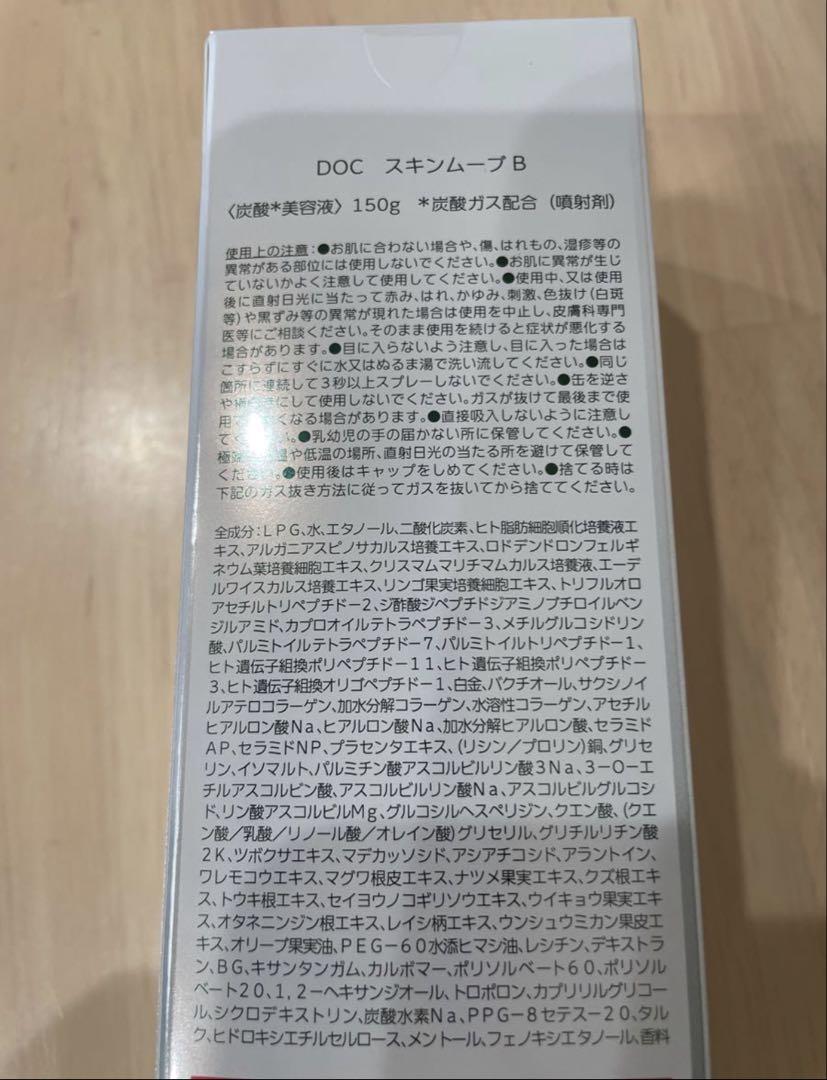 DOC スキンムーブB
〈炭酸*美容液〉150g *炭酸ガス配合（噴射剤）
使用上の注意：●お肌に合わない場合や、傷、はれもの、湿疹等の
異常がある部位には使用しないでください。●お肌に異常が生じ
ていないかよく注意して使用してください。●使用中、又は使用
後に直射日光に当たって赤み、はれ、かゆみ、刺激、色抜け（白斑
等）や黒ずみ等の異常が現れた場合は使用を中止し、皮膚科専門
医等にご相談ください。そのまま使用を続けると症状が悪化する
場合があります。●目に入らないよう注意し、目に入った場合は
こすらずにすぐに水又はぬるま湯で洗い流してください。●同じ
箇所に連続して3秒以上スプレーしないでください。●缶を逆さ
や にして使用しないでください。ガスが抜けて最後まで使
用 くなる場合があります。●直接吸入しないように注意し
て い。●乳幼児の手の届かない所に保管してください。●
極 や低温の場所、直射日光の当たる所を避けて保管して
くだ い。●使用後はキャップをしめてください。●捨てる時は
下記のガス抜き方法に従ってガスを抜いてから捨ててください。
全成分：LPG、水、エタノール、二酸化炭素、ヒト脂肪細胞順化培養液エ
キス、アルガニアスピノサカルス培養エキス、ロドデンドロンフェルギ
ネウム葉培養細胞エキス、クリスマムマリチマムカルス培養液、エーデ
ルワイスカルス培養エキス、リンゴ果実培養細胞エキス、トリフルオロ
アセチルトリペプチドー2、ジ酢酸ジペプチドジアミノブチロイルベン
ジルアミド、カプロオイルテトラペプチドー3、メチルグルコシドリン
酸、パルミトイルテトラペプチドー7、パルミトイルトリペプチドー1、
ヒト遺伝子組換ポリペプチドー11、ヒト遺伝子組換ポリペプチドー
3、ヒト遺伝子組換オリゴペプチドー1、白金、バクチオール、サクシノイ
ルアテロコラーゲン、加水分解コラーゲン、水溶性コラーゲン、アセチル
ヒアルロン酸Na、ヒアルロン酸Na、加水分解ヒアルロン酸、セラミド
AP、セラミドNP、プラセンタエキス、（リシン／プロリン）銅、グリセ
リン、イソマルト、パルミチン酸アスコルビルリン酸3Na、3-O-エ
チルアスコルビン酸、アスコルビルリン酸Na、アスコルビルグルコシ
ド、リン酸アスコルビルMg、グルコシルヘスペリジン、クエン酸、（クエ
ン酸／乳酸／リノール酸／オレイン酸）グリセリル、グリチルリチン酸
2K、ツボクサエキス、マデカッソシド、アシアチコシド、アラントイン、
ワレモコウエキス、マグワ根皮エキス、ナツメ果実エキス、クズ根エキ
ス、トウキ根エキス、セイヨウノコギリソウエキス、ウイキョウ果実エキ
ス、オタネニンジン根エキス、レイシ柄エキス、ウンシュウミカン果皮エ
キス、オリーブ果実油、PEG-60水添ヒマシ油、レシチン、デキストラ
ン、BG、キサンタンガム、カルボマー、ポリソルベート60、ポリソル
ベート20、1,2-ヘキサンジオール、トロポロン、カプリリルグリコー
ル、シクロデキストリン、炭酸水素Na、PPG-8セテス-20、タル
ク、ヒドロキシエチルセルロース、メントール、フェノキシエタノール、香料